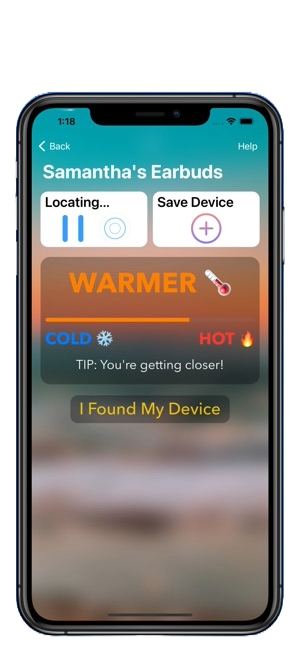 1:18
Back
Help
Samantha's Earbuds
Locating...
Save Device
WARMER
COLD
HOT
TIP: You're getting closer!
I Found My Device